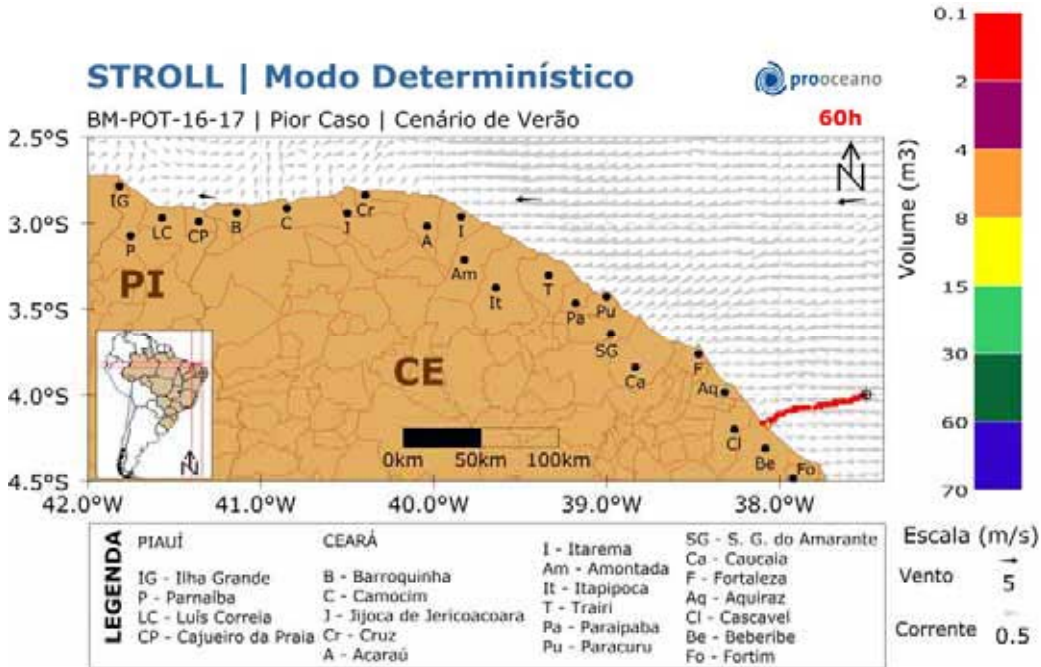 STROLL | Modo Determinístico
prooceano
BM-POT-16-17 | Pior Caso | Cenário de Verão
60h
2.5°S
3.0°S
3.5°S
4.0°S
4.5°S
42.0°W
41.0°W
40.0°W
39.0°W
38.0°W
IG
P
LC
CP
B
C
J
Cr
A
I
Am
It
T
Pa
Pu
SG
Ca
F
Aq
Cl
Be
Fo
PI
CE
N
N
0km
50km
100km
Volume (m3)
0.1
2
4
8
15
30
60
70
LEGENDA
PIAUÍ
IG - Ilha Grande
P - Parnaíba
LC - Luís Correia
CP - Cajueiro da Praia
CEARÁ
B - Barroquinha
C - Camocim
J - Jijoca de Jericoacoara
Cr - Cruz
A - Acaraú
I - Itarema
Am - Amontada
It - Itapipoca
T - Trairi
Pa - Paraipaba
Pu - Paracuru
SG - S. G. do Amarante
Ca - Caucaia
F - Fortaleza
Aq - Aquiraz
Cl - Cascavel
Be - Beberibe
Fo - Fortim
Escala (m/s)
Vento
5
Corrente
0.5